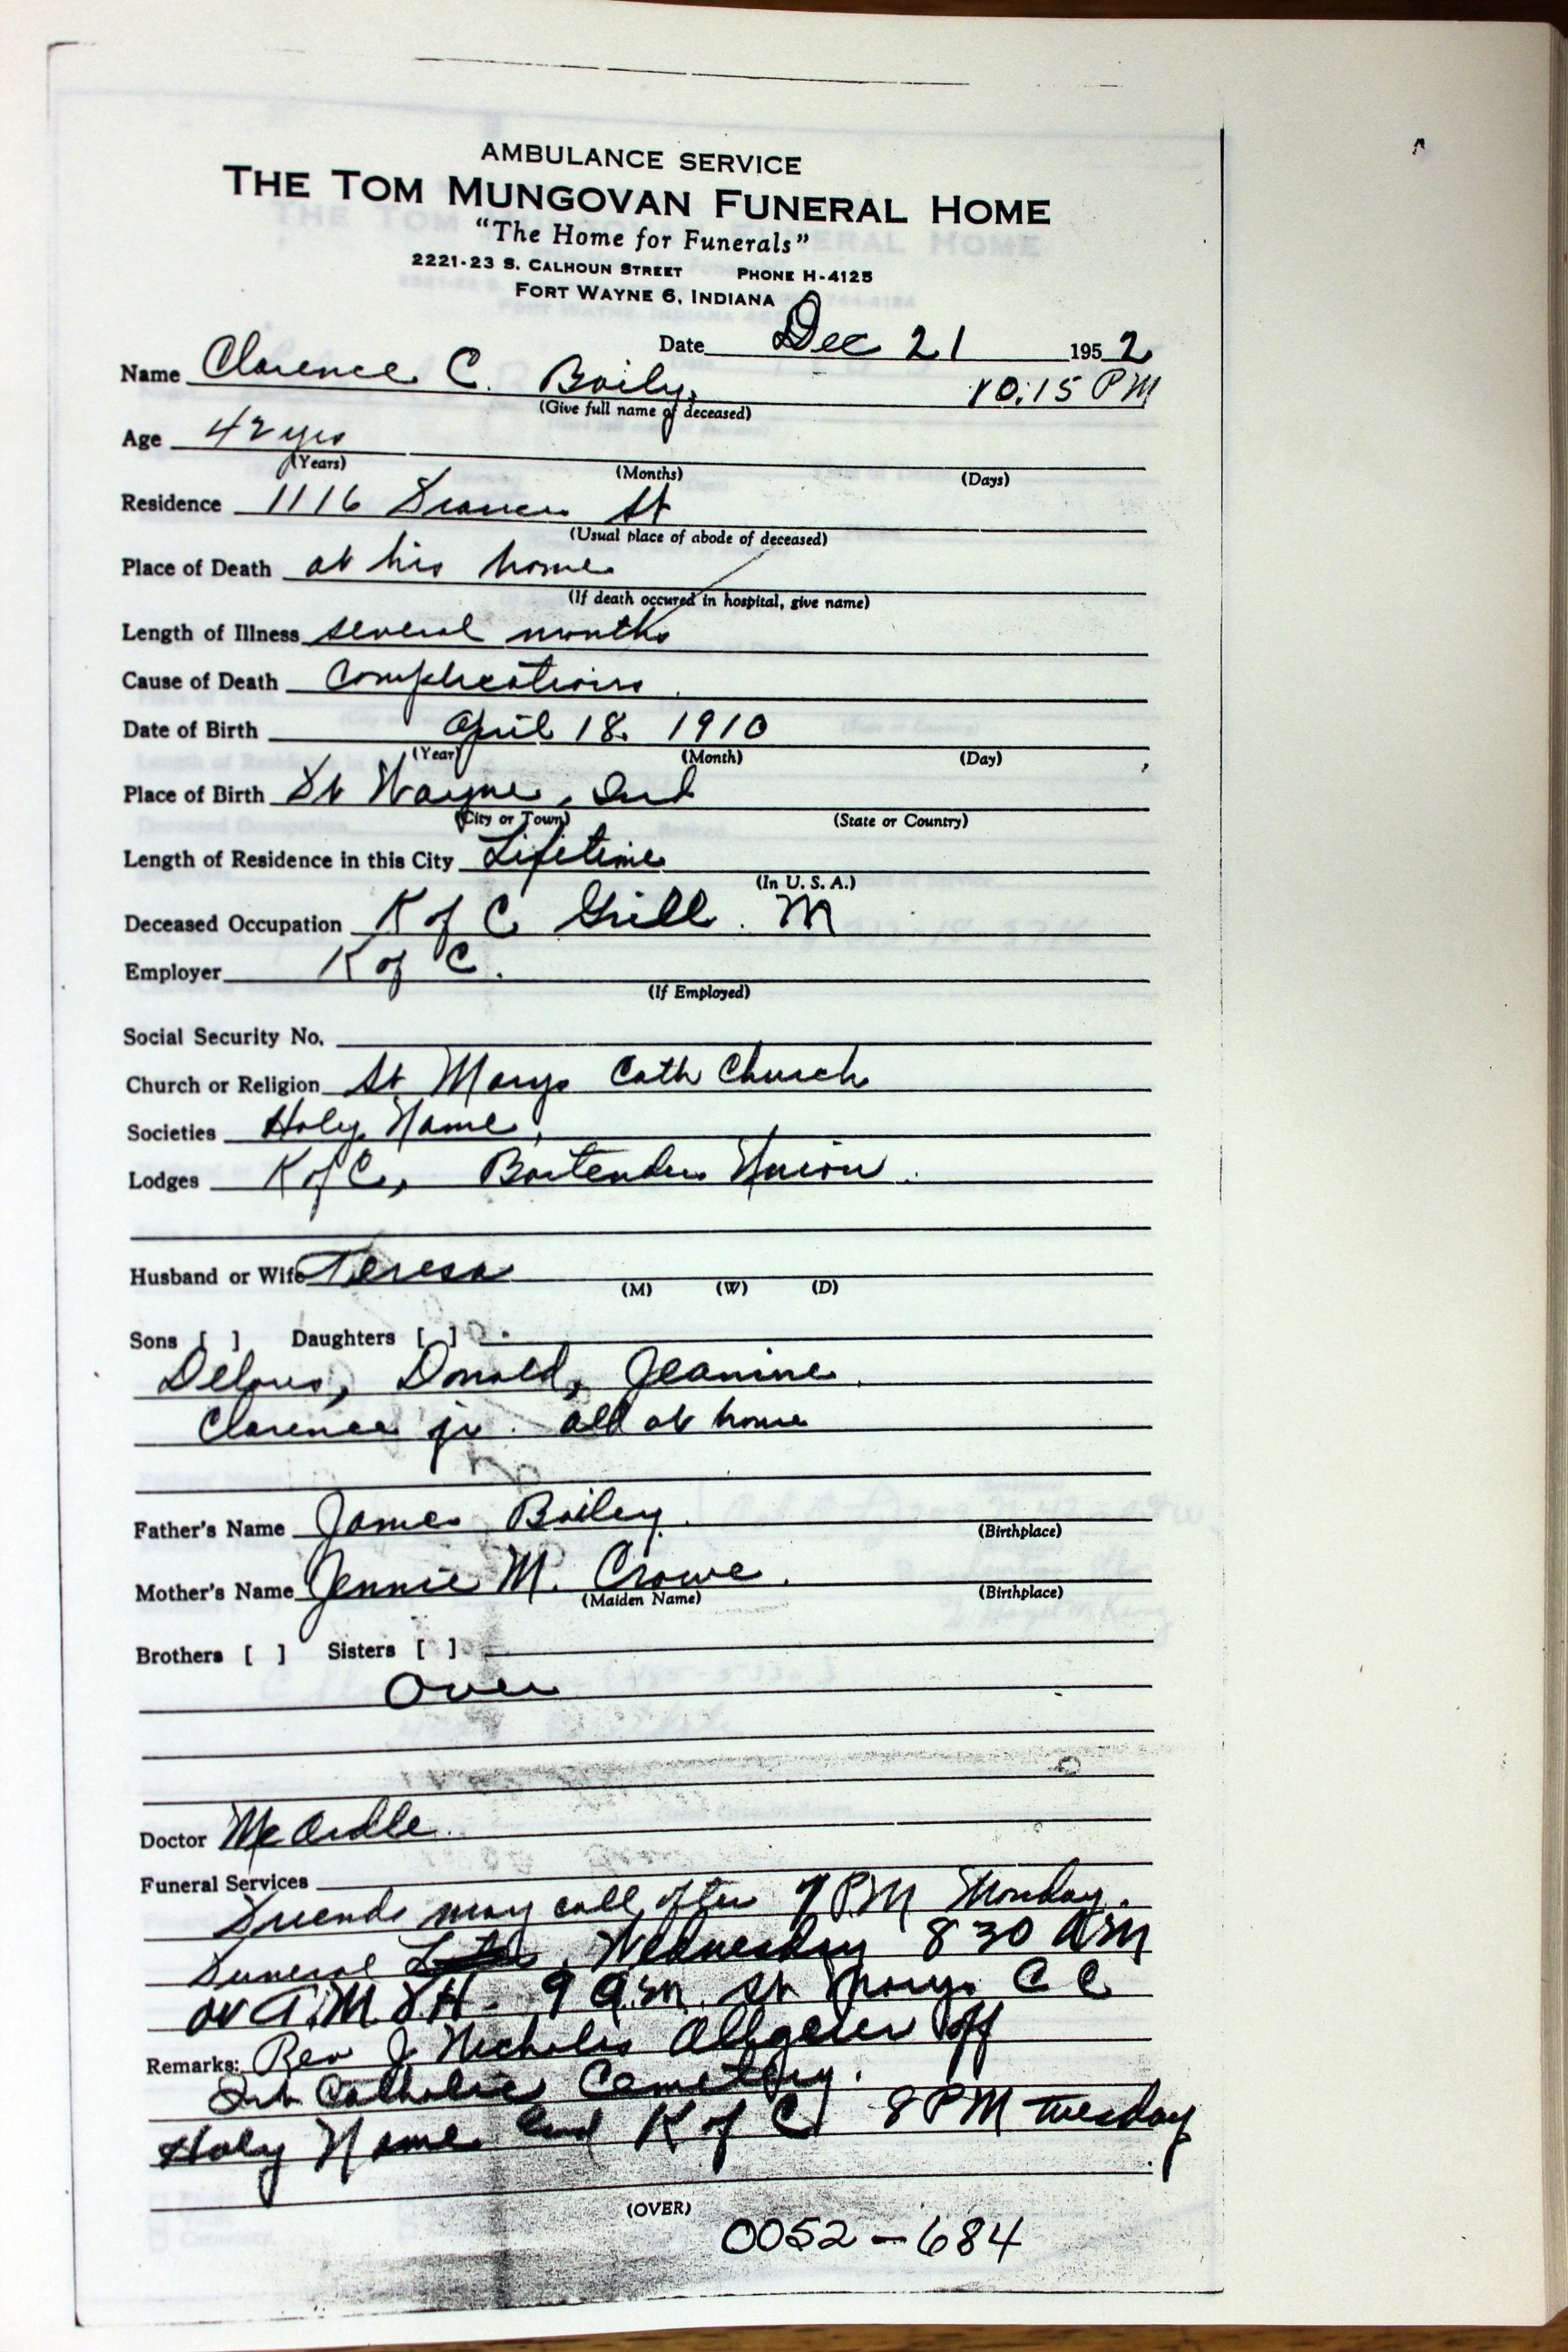 AMBULANCE SERVICE
THE TOM MUNGOVAN FUNERAL HOME
"The Home for Funerals"
2221-23 S. CALHOUN STREET PHONE H-4125
FORT WAYNE 6, INDIANA
Date Dec 21 1952
Name Clarence C. Baily, 10:15 PM
(Give full name of deceased)
Age 42 yrs
(Years) (Months) (Days)
Residence 1116 St
(Usual place of abode of deceased)
Place of Death at his home
(If death occured in hospital, give name)
Length of Illness several months
Cause of Death Complications
Date of Birth April 18. 1910
(Year) (Month) (Day)
Place of Birth Ft Wayne, Ind
(City or Town) (State or Country)
Length of Residence in this City Lifetime
(In U. S. A.)
Deceased Occupation K of C Grill. M
Employer K of C.
(If Employed)
Social Security No.
Church or Religion St Marys Cath Church
Societies Holy Name,
Lodges K of C, Bartenders Union.
Husband or Wife Teresa
(M) (W) (D)
Sons [ ] Daughters [ ]
Delores, Donald, Jeanine
Clarence jr. all at home
Father's Name James Bailey. (Birthplace)
Mother's Name Jennie M. Crowe. (Birthplace)
(Maiden Name)
Brothers [ ] Sisters [ ]
Over
Doctor McArdle
Funeral Services
Friends may call after 7 PM Monday.
Funeral Wednesday 8 30 AM
at T.M.F.H. 9 A.M. St Marys C C
Remarks: Rev J. Nicholas Allgeier off
Int Catholic Cemetery.
Holy Name and K of C 8 PM Tuesday
(OVER)
0052-684